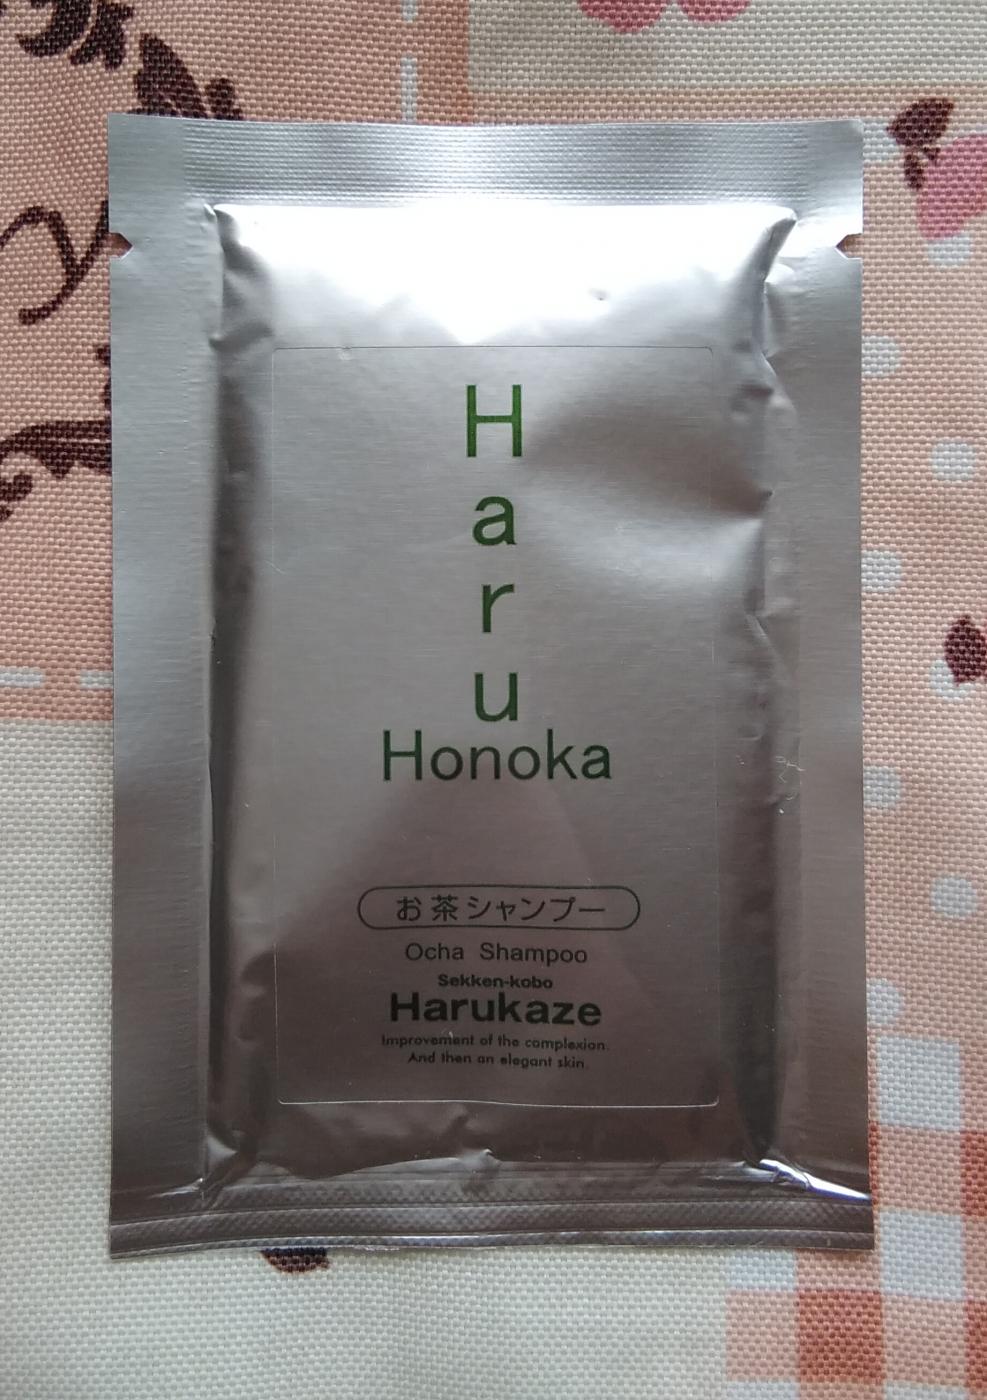 Haru
Honoka
お茶シャンプー
Ocha Shampoo
Sekken-kobo
Harukaze
Improvement of the complexion.
And then an elegant skin.